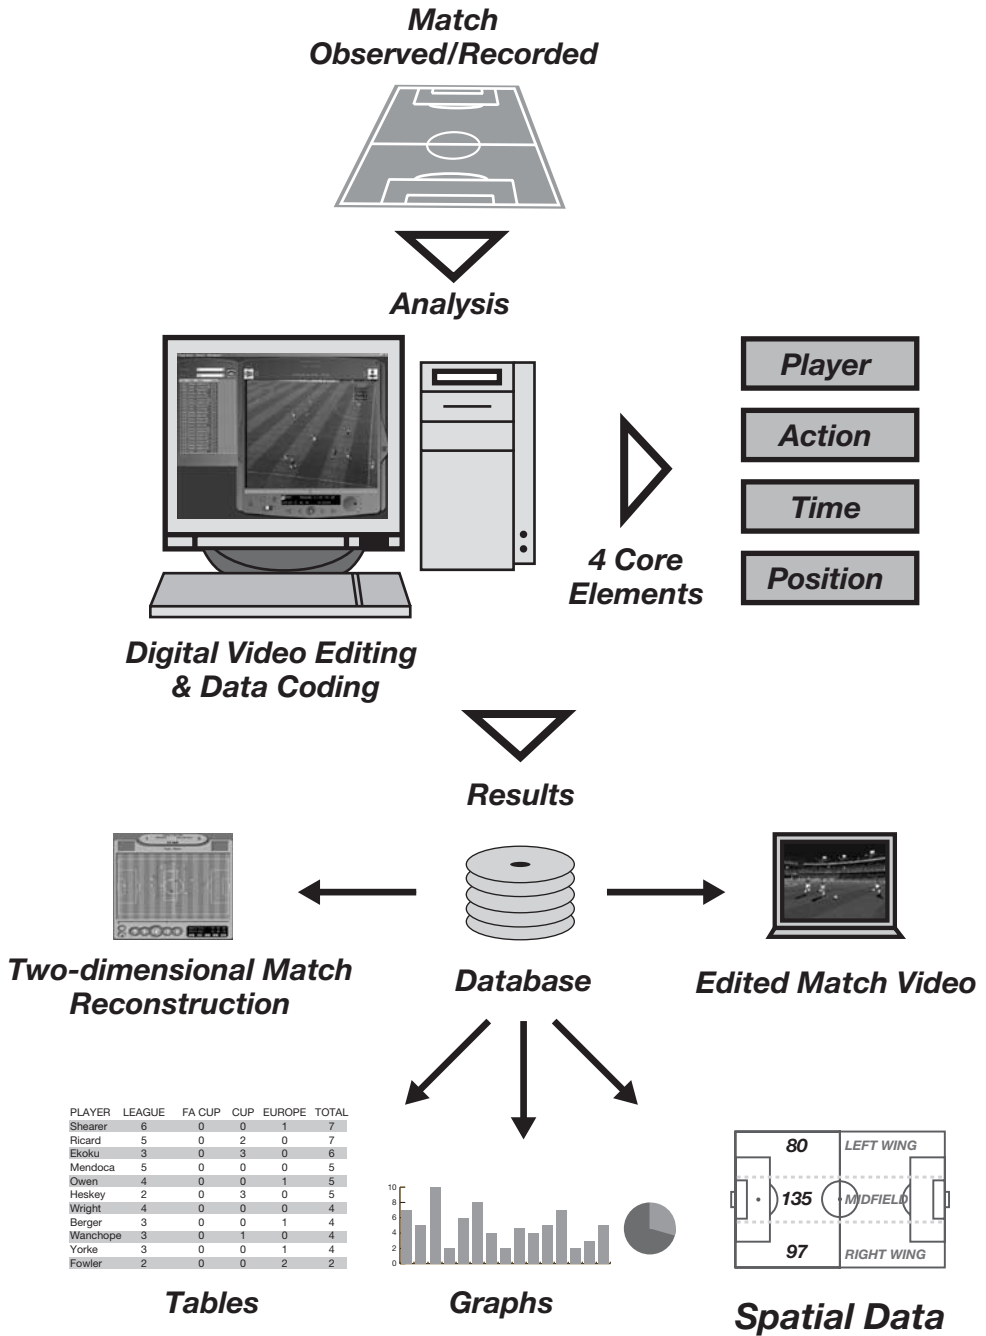 Match
Observed/Recorded
Analysis
Player
Action
Time
Position
4 Core
Elements
Digital Video Editing
& Data Coding
Results
Two-dimensional Match
Reconstruction
Database
Edited Match Video
PLAYER LEAGUE FA CUP CUP EUROPE TOTAL
Shearer 6 0 0 1 7
Ricard 5 0 2 0 7
Ekoku 3 0 3 0 6
Mendoca 5 0 0 0 5
Owen 4 0 0 1 5
Heskey 2 0 3 0 5
Wright 4 0 0 0 4
Berger 3 0 0 1 4
Wanchope 3 0 1 0 4
Yorke 3 0 0 1 4
Fowler 2 0 0 2 2
10
8
6
4
2
0
80 LEFT WING
135 MIDFIELD
97 RIGHT WING
Tables
Graphs
Spatial Data